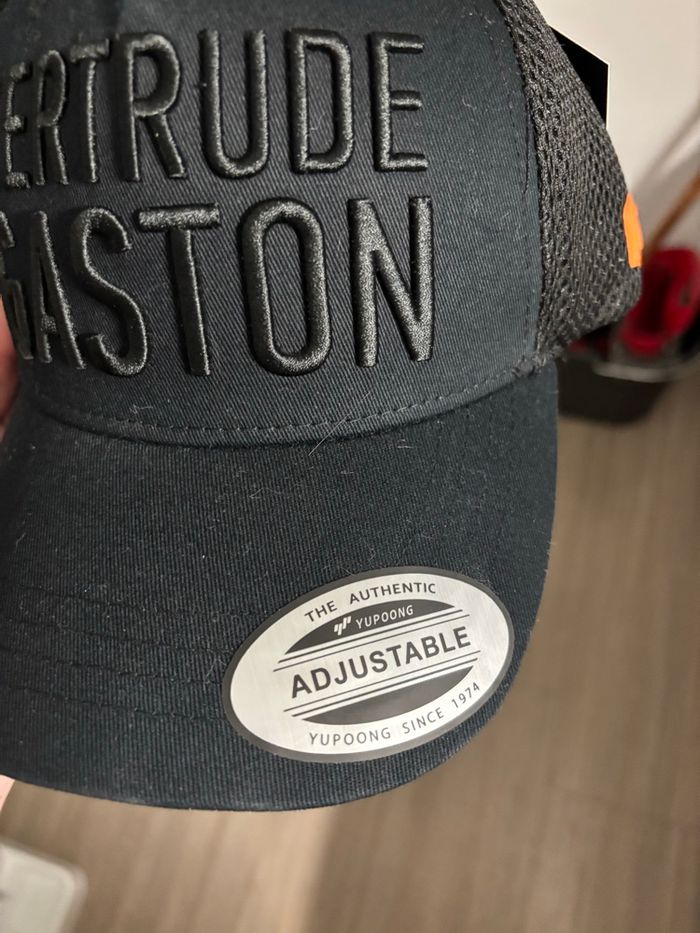 ERTRUDE
GASTON
THE AUTHENTIC
YUPOONG
ADJUSTABLE
YUPOONG SINCE 1974